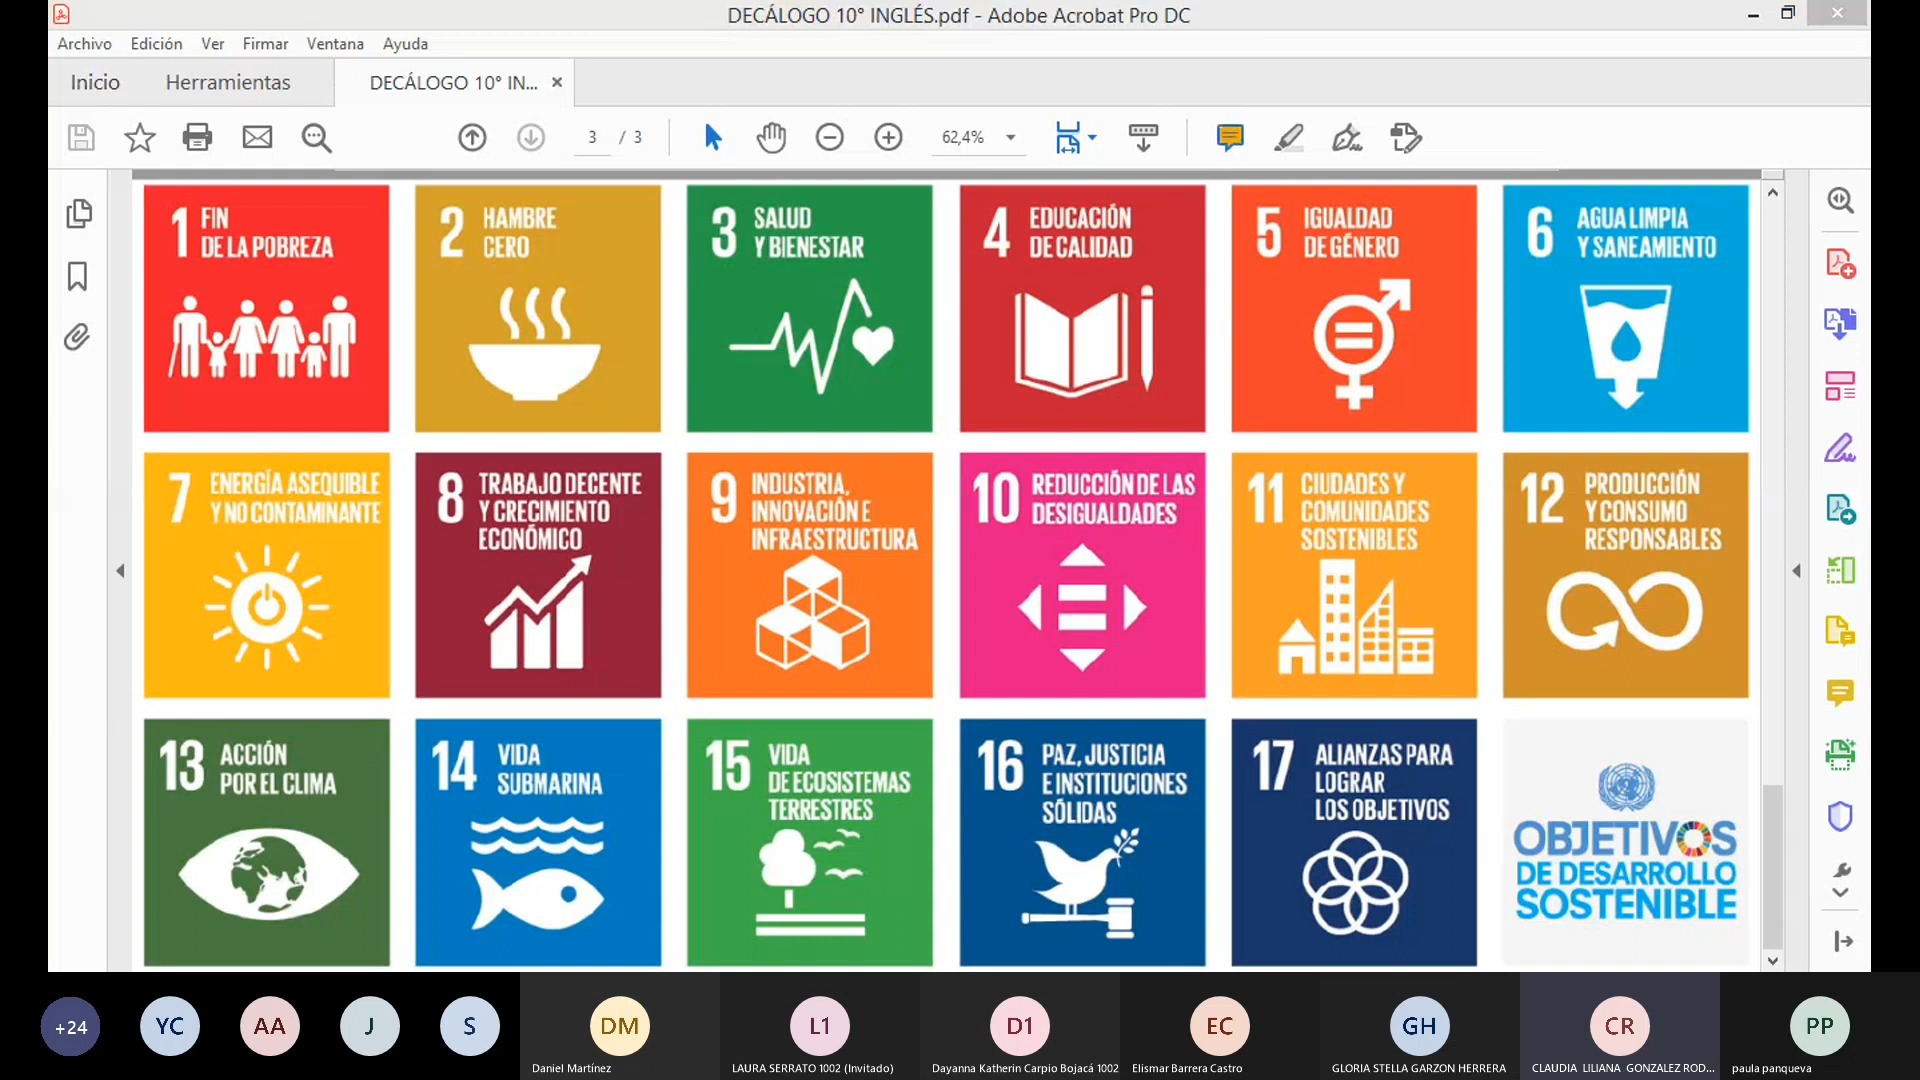 DECÁLOGO 10° INGLÉS.pdf - Adobe Acrobat Pro DC
Archivo Edición Ver Firmar Ventana Ayuda
Inicio Herramientas DECÁLOGO 10° IN... ×
3 / 3 62,4%
1 FIN
DE LA POBREZA
2 HAMBRE
CERO
3 SALUD
Y BIENESTAR
4 EDUCACIÓN
DE CALIDAD
5 IGUALDAD
DE GÉNERO
6 AGUA LIMPIA
Y SANEAMIENTO
7 ENERGÍA ASEQUIBLE
Y NO CONTAMINANTE
8 TRABAJO DECENTE
Y CRECIMIENTO
ECONÓMICO
9 INDUSTRIA,
INNOVACIÓN E
INFRAESTRUCTURA
10 REDUCCIÓN DE LAS
DESIGUALDADES
11 CIUDADES Y
COMUNIDADES
SOSTENIBLES
12 PRODUCCIÓN
Y CONSUMO
RESPONSABLES
13 ACCIÓN
POR EL CLIMA
14 VIDA
SUBMARINA
15 VIDA
DE ECOSISTEMAS
TERRESTRES
16 PAZ, JUSTICIA
E INSTITUCIONES
SÓLIDAS
17 ALIANZAS PARA
LOGRAR
LOS OBJETIVOS
OBJETIVOS
DE DESARROLLO
SOSTENIBLE
+24 YC AA J S DM L1 D1 EC GH CR PP
Daniel Martínez LAURA SERRATO 1002 (Invitado) Dayanna Katherin Carpio Bojacá 1002 Elismar Barrera Castro GLORIA STELLA GARZON HERRERA CLAUDIA LILIANA GONZALEZ ROD... paula panqueva